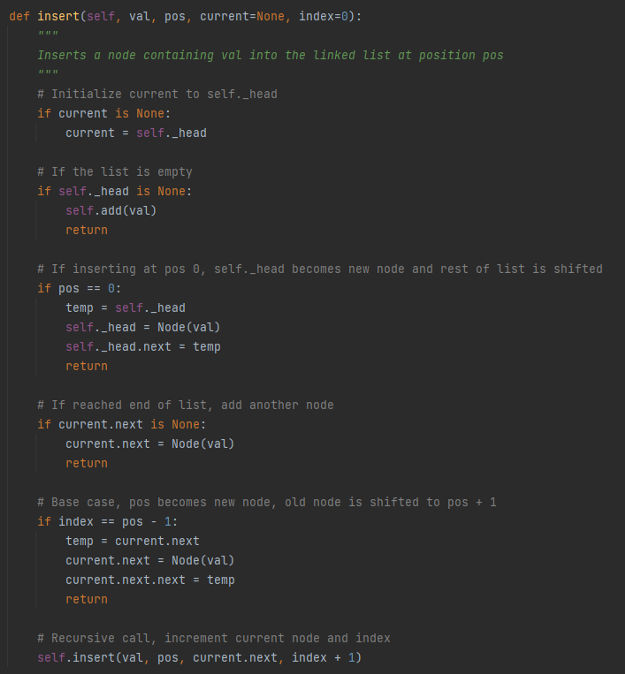 def insert(self, val, pos, current=None, index=0):
    """
    Inserts a node containing val into the linked list at position pos
    """
    # Initialize current to self._head
    if current is None:
        current = self._head

    # If the list is empty
    if self._head is None:
        self.add(val)
        return

    # If inserting at pos 0, self._head becomes new node and rest of list is shifted
    if pos == 0:
        temp = self._head
        self._head = Node(val)
        self._head.next = temp
        return

    # If reached end of list, add another node
    if current.next is None:
        current.next = Node(val)
        return

    # Base case, pos becomes new node, old node is shifted to pos + 1
    if index == pos - 1:
        temp = current.next
        current.next = Node(val)
        current.next.next = temp
        return

    # Recursive call, increment current node and index
    self.insert(val, pos, current.next, index + 1)